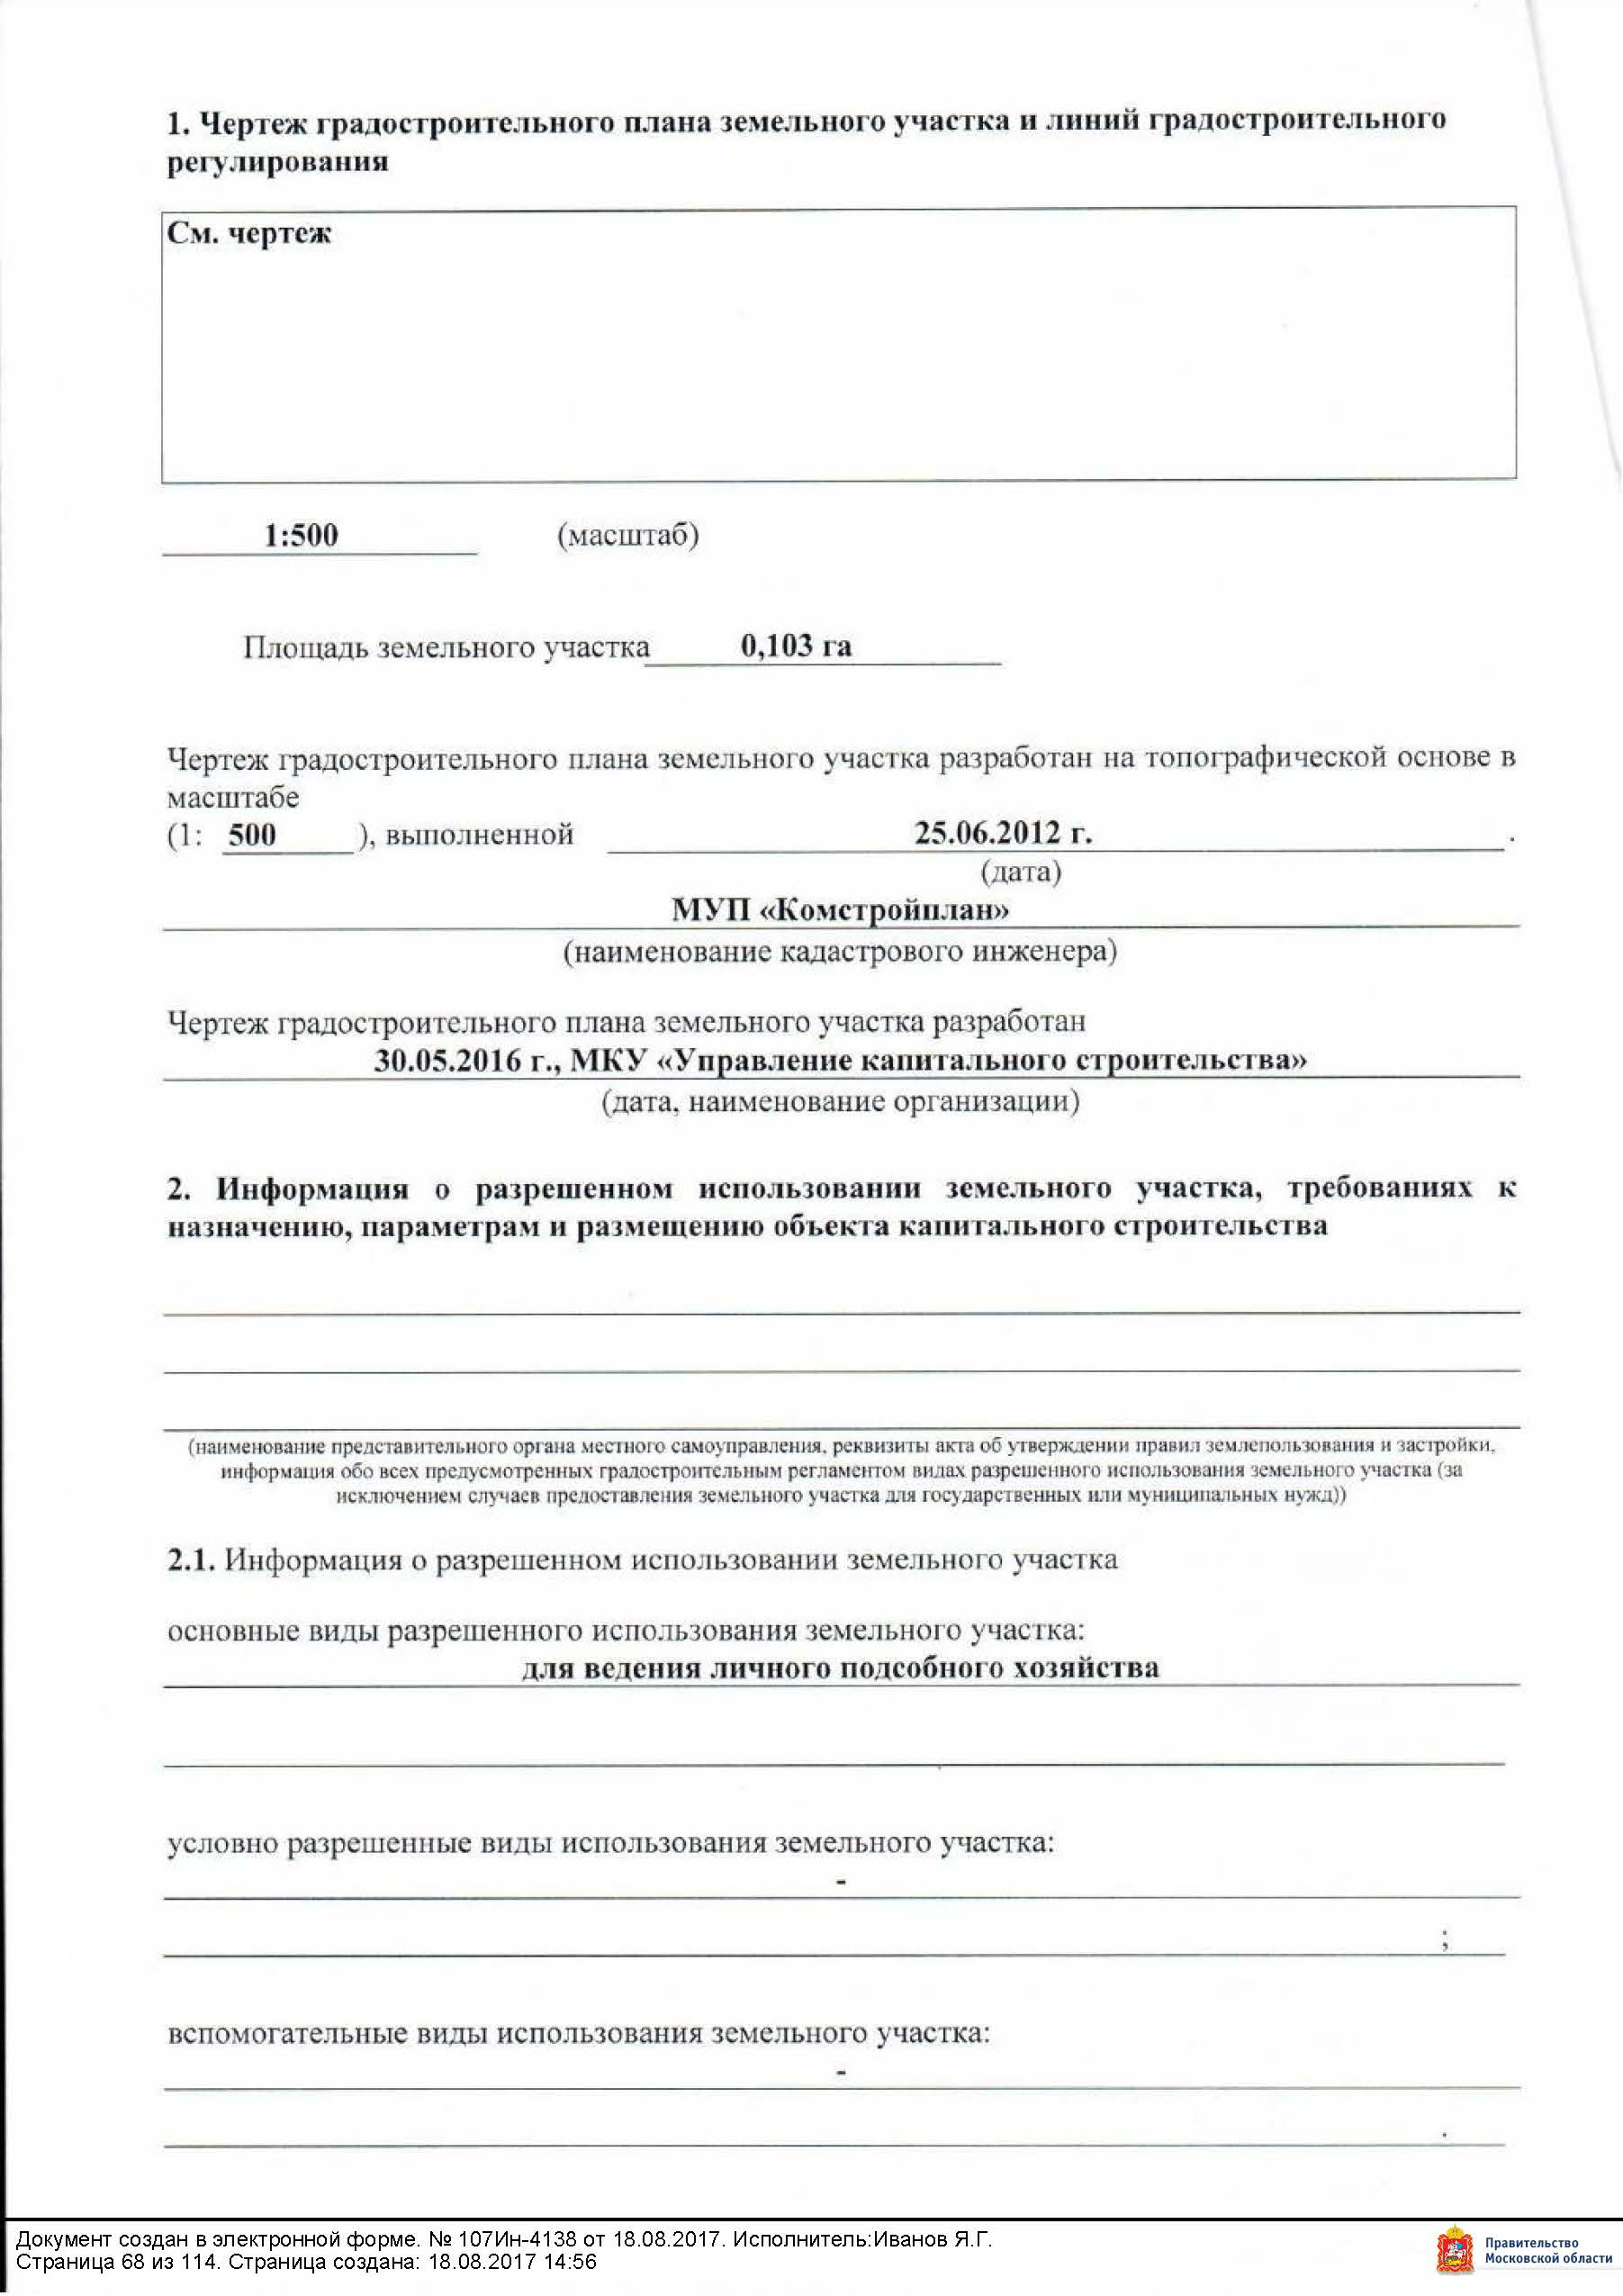 1. Чертеж градостроительного плана земельного участка и линий градостроительного
регулирования
См. чертеж
1:500 (масштаб)
Площадь земельного участка 0,103 га
Чертеж градостроительного плана земельного участка разработан на топографической основе в
масштабе
(1: 500 ), выполненной 25.06.2012 г. .
(дата)
МУП «Комстройплан»
(наименование кадастрового инженера)
Чертеж градостроительного плана земельного участка разработан
30.05.2016 г., МКУ «Управление капитального строительства»
(дата, наименование организации)
2. Информация о разрешенном использовании земельного участка, требованиях к
назначению, параметрам и размещению объекта капитального строительства
(наименование представительного органа местного самоуправления, реквизиты акта об утверждении правил землепользования и застройки,
информация обо всех предусмотренных градостроительным регламентом видах разрешенного использования земельного участка (за
исключением случаев предоставления земельного участка для государственных или муниципальных нужд))
2.1. Информация о разрешенном использовании земельного участка
основные виды разрешенного использования земельного участка:
для ведения личного подсобного хозяйства
условно разрешенные виды использования земельного участка:
-
;
вспомогательные виды использования земельного участка:
-
.
Документ создан в электронной форме. № 107Ин-4138 от 18.08.2017. Исполнитель:Иванов Я.Г.
Страница 68 из 114. Страница создана: 18.08.2017 14:56
Правительство
Московской области